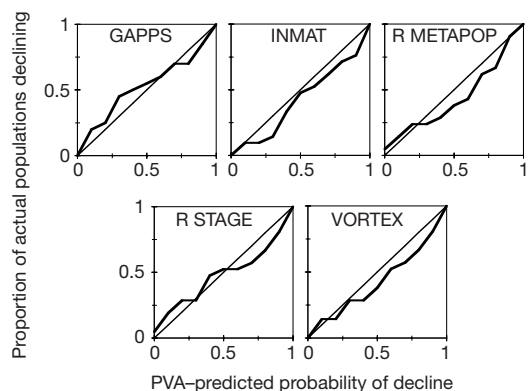 Proportion of actual populations declining
GAPPS
INMAT
R METAPOP
1
0.5
0
0 0.5 1
0 0.5 1
0 0.5 1
R STAGE
VORTEX
1
0.5
0
0 0.5 1
0 0.5 1
PVA–predicted probability of decline